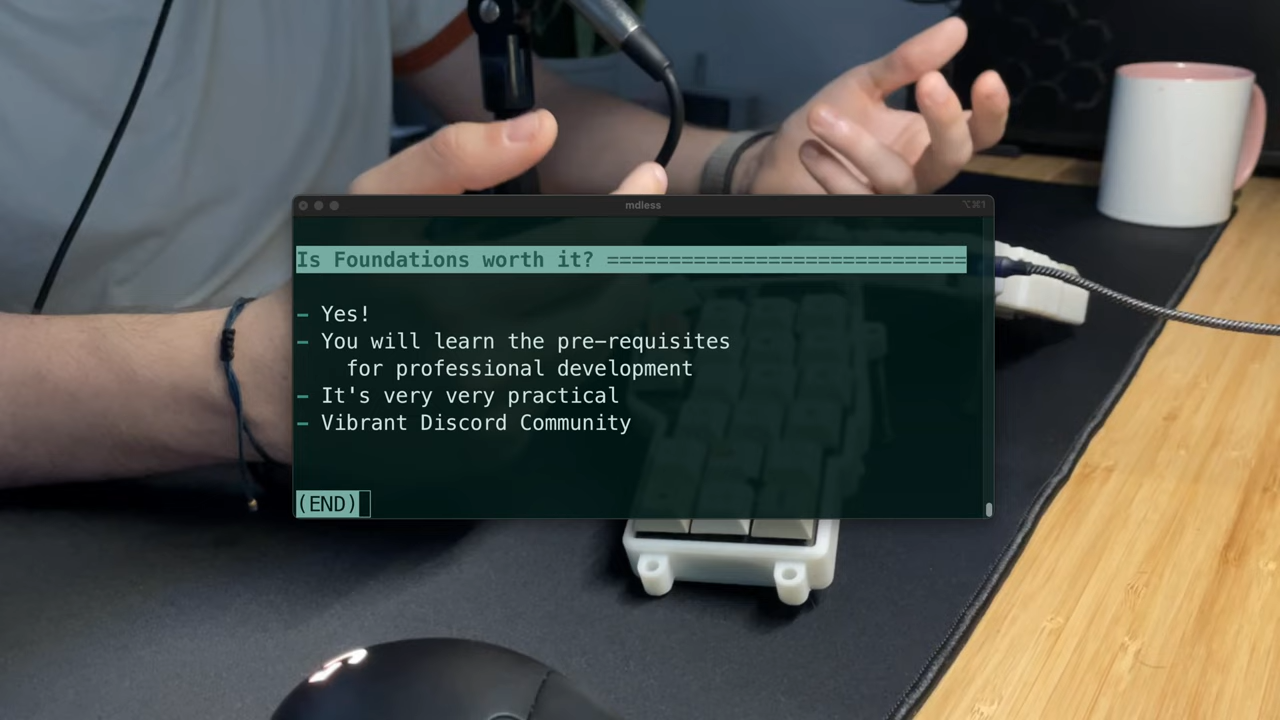 mdless
⌥⌘1
Is Foundations worth it? =============================
– Yes!
– You will learn the pre-requisites
for professional development
– It's very very practical
– Vibrant Discord Community
(END)